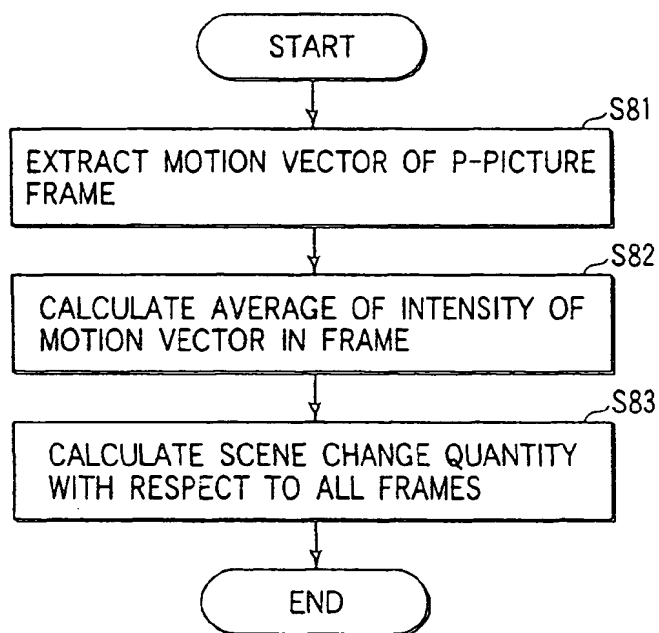 START
S81
EXTRACT MOTION VECTOR OF P-PICTURE
FRAME
S82
CALCULATE AVERAGE OF INTENSITY OF
MOTION VECTOR IN FRAME
S83
CALCULATE SCENE CHANGE QUANTITY
WITH RESPECT TO ALL FRAMES
END